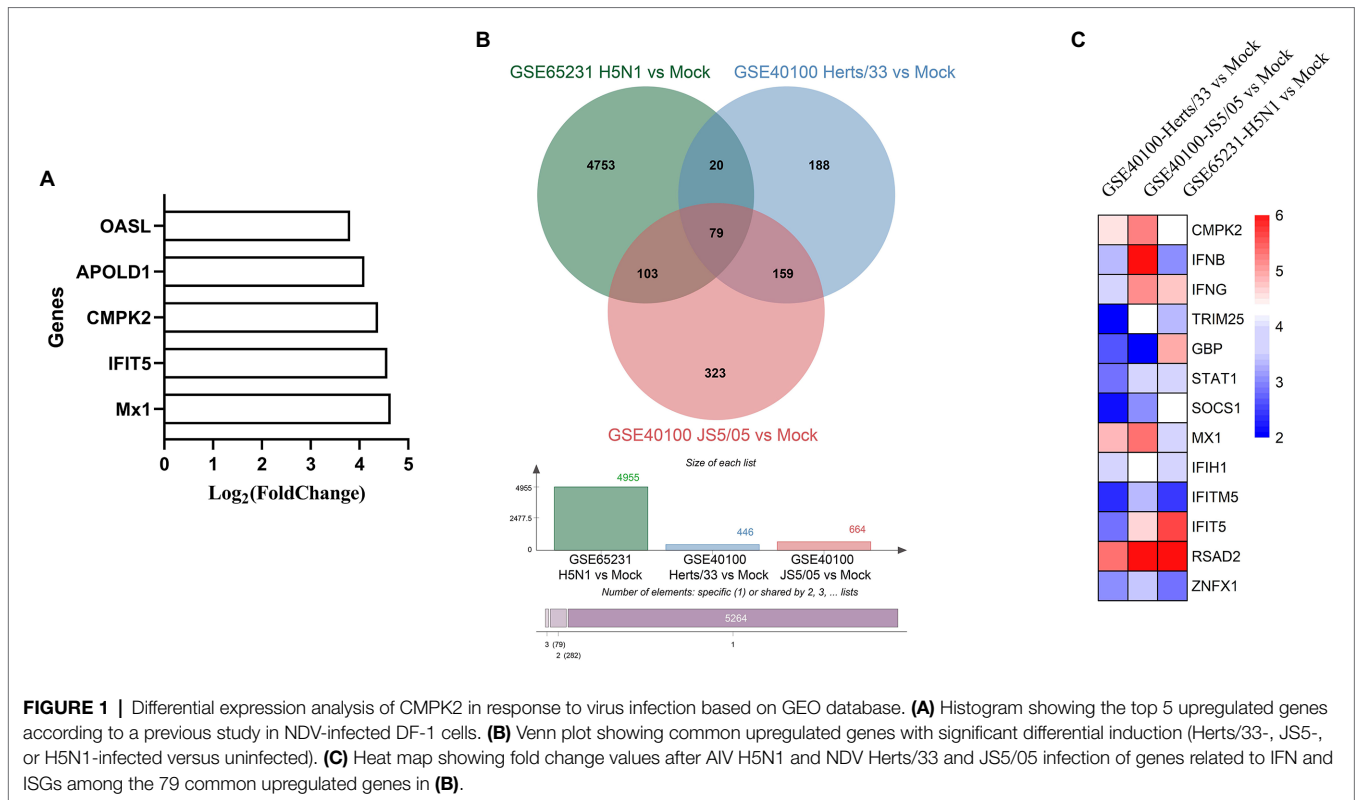 A
Genes
OASL
APOLD1
CMPK2
IFIT5
Mx1
0 1 2 3 4 5
Log2(FoldChange)
B
GSE65231 H5N1 vs Mock
GSE40100 Herts/33 vs Mock
4753
20
188
79
103
159
323
GSE40100 JS5/05 vs Mock
Size of each list
4955
2477.5
0
4955
446
664
GSE65231 H5N1 vs Mock
GSE40100 Herts/33 vs Mock
GSE40100 JS5/05 vs Mock
Number of elements: specific (1) or shared by 2, 3, ... lists
5264
3 (79)
2 (282)
1
C
GSE40100-Herts/33 vs Mock
GSE40100-JS5/05 vs Mock
GSE65231-H5N1 vs Mock
CMPK2
IFNB
IFNG
TRIM25
GBP
STAT1
SOCS1
MX1
IFIH1
IFITM5
IFIT5
RSAD2
ZNFX1
6
5
4
3
2
FIGURE 1 | Differential expression analysis of CMPK2 in response to virus infection based on GEO database. (A) Histogram showing the top 5 upregulated genes
according to a previous study in NDV-infected DF-1 cells. (B) Venn plot showing common upregulated genes with significant differential induction (Herts/33-, JS5-,
or H5N1-infected versus uninfected). (C) Heat map showing fold change values after AIV H5N1 and NDV Herts/33 and JS5/05 infection of genes related to IFN and
ISGs among the 79 common upregulated genes in (B).